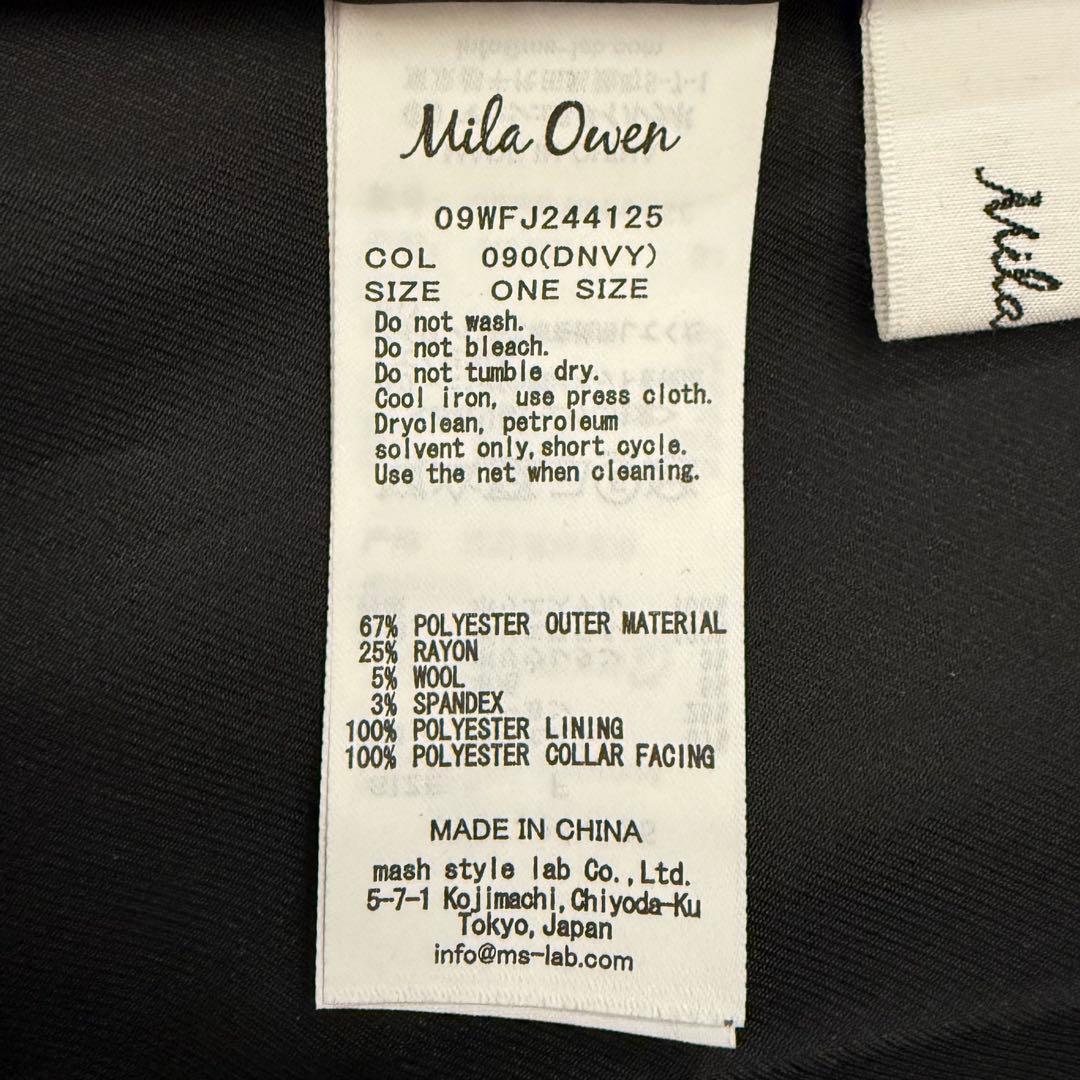 Mila Owen
09WFJ244125
COL 090(DNVY)
SIZE ONE SIZE
Do not wash.
Do not bleach.
Do not tumble dry.
Cool iron, use press cloth.
Dryclean, petroleum
solvent only, short cycle.
Use the net when cleaning.
67% POLYESTER OUTER MATERIAL
25% RAYON
5% WOOL
3% SPANDEX
100% POLYESTER LINING
100% POLYESTER COLLAR FACING
MADE IN CHINA
mash style lab Co.,Ltd.
5-7-1 Kojimachi,Chiyoda-Ku
Tokyo,Japan
info@ms-lab.com
Mila